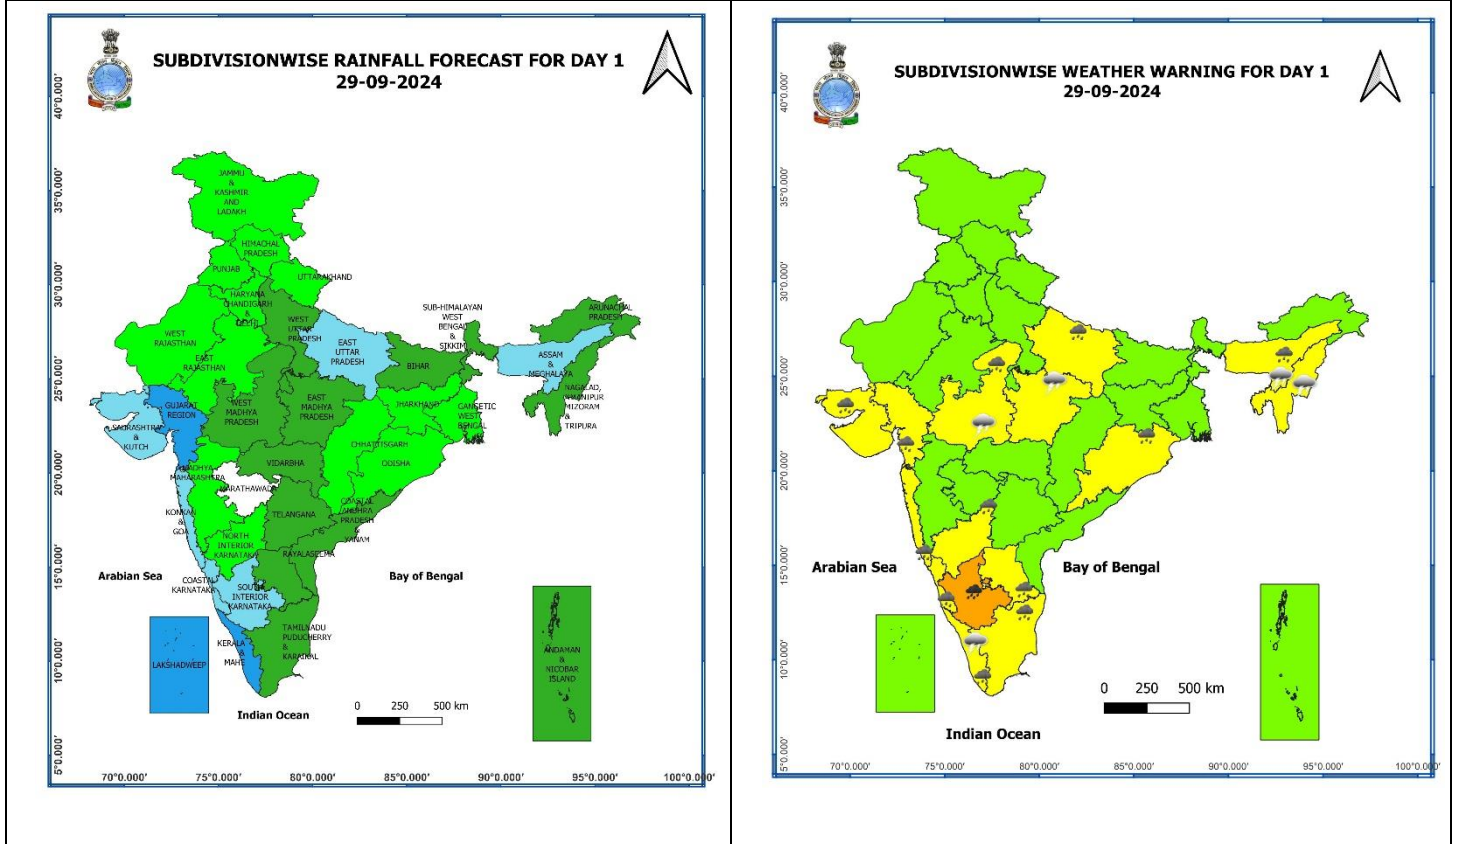 SUBDIVISIONWISE RAINFALL FORECAST FOR DAY 1
29-09-2024
40°0.000'
35°0.000'
30°0.000'
25°0.000'
20°0.000'
15°0.000'
10°0.000'
5°0.000'
JAMMU
&
KASHMIR
AND
LADAKH
HIMACHAL
PRADESH
PUNJAB
UTTARAKHAND
HARYANA
CHANDIGARH
&
DELHI
WEST
UTTAR
PRADESH
EAST
UTTAR
PRADESH
SUB-HIMALAYAN
WEST
BENGAL
&
SIKKIM
ARUNACHAL
PRADESH
WEST
RAJASTHAN
EAST
RAJASTHAN
BIHAR
ASSAM
&
MEGHALAYA
NAGALAD,
MANIPUR
MIZORAM
&
TRIPURA
GUJARAT
REGION
SAURASHTRA
&
KUTCH
WEST
MADHYA
PRADESH
EAST
MADHYA
PRADESH
JHARKHAND
GANGETIC
WEST
BENGAL
CHHATTISGARH
ODISHA
VIDARBHA
MADHYA
MAHARASHTRA
MARATHAWADA
KONKAN
&
GOA
TELANGANA
COASTAL
ANDHRA
PRADESH
&
YANAM
NORTH
INTERIOR
KARNATAKA
RAYALASEEMA
COASTAL
KARNATAKA
SOUTH
INTERIOR
KARNATAKA
Arabian Sea
Bay of Bengal
KERALA
&
MAHE
TAMILNADU
PUDUCHERRY
&
KARAIKAL
LAKSHADWEEP
ANDAMAN
&
NICOBAR
ISLAND
Indian Ocean
0 250 500 km
70°0.000' 75°0.000' 80°0.000' 85°0.000' 90°0.000' 95°0.000' 100°0.000'
SUBDIVISIONWISE WEATHER WARNING FOR DAY 1
29-09-2024
40°0.000'
35°0.000'
30°0.000'
25°0.000'
20°0.000'
15°0.000'
10°0.000'
5°0.000'
Arabian Sea
Bay of Bengal
Indian Ocean
0 250 500 km
70°0.000' 75°0.000' 80°0.000' 85°0.000' 90°0.000' 95°0.000' 100°0.000'